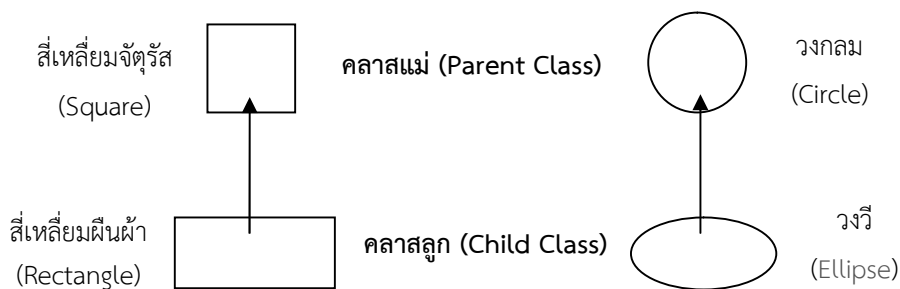 สี่เหลี่ยมจัตุรัส
(Square)
คลาสแม่ (Parent Class)
วงกลม
(Circle)
สี่เหลี่ยมผืนผ้า
(Rectangle)
คลาสลูก (Child Class)
วงวี
(Ellipse)